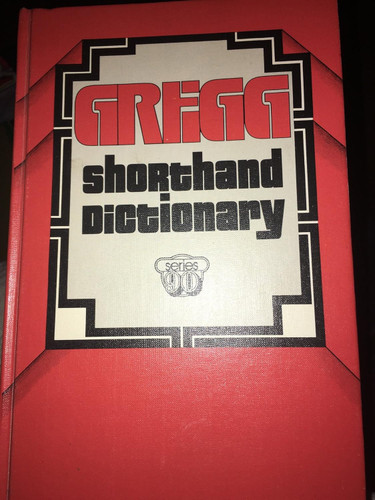 GREGG
Shorthand
Dictionary
series
90